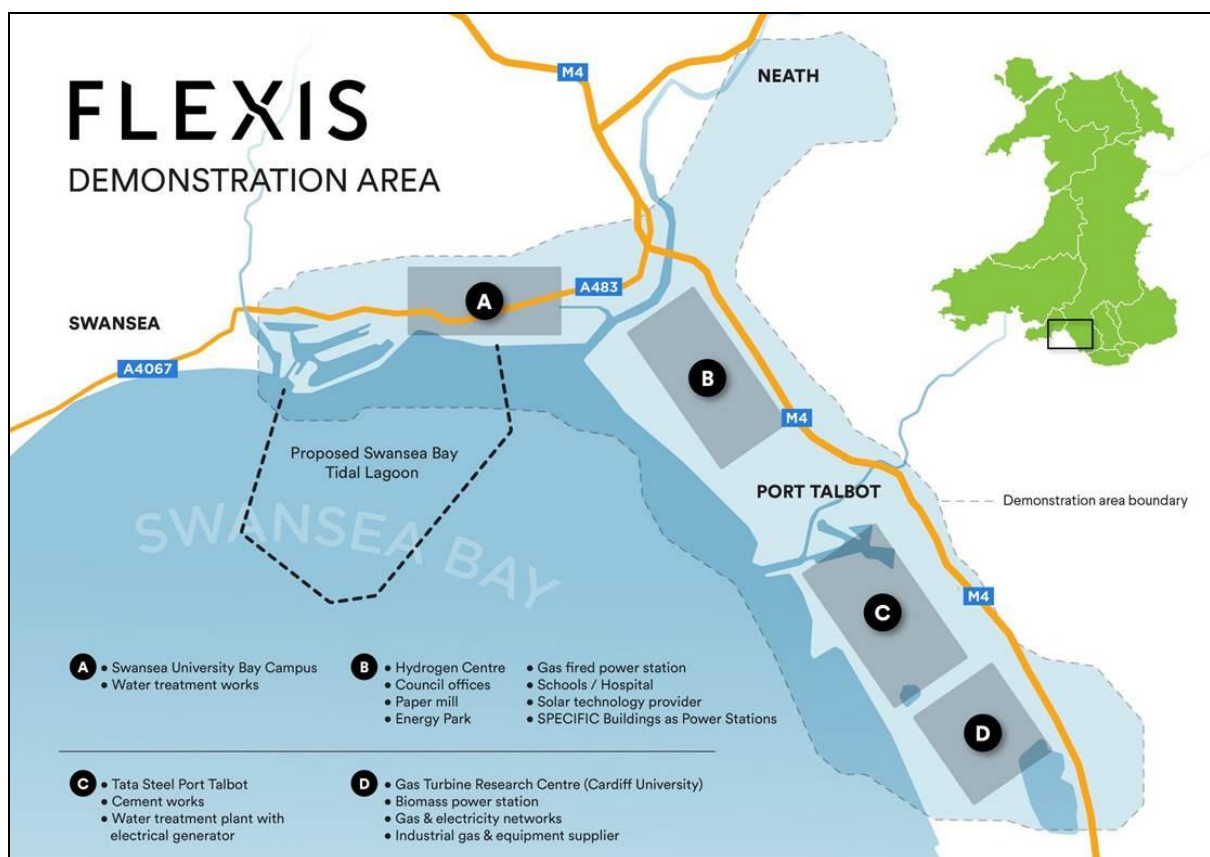 FLEXIS
DEMONSTRATION AREA
M4
NEATH
A
A483
SWANSEA
A4067
B
M4
Proposed Swansea Bay
Tidal Lagoon
PORT TALBOT
Demonstration area boundary
SWANSEA BAY
C
M4
D
A
• Swansea University Bay Campus
• Water treatment works
B
• Hydrogen Centre
• Council offices
• Paper mill
• Energy Park
• Gas fired power station
• Schools / Hospital
• Solar technology provider
• SPECIFIC Buildings as Power Stations
C
• Tata Steel Port Talbot
• Cement works
• Water treatment plant with
electrical generator
D
• Gas Turbine Research Centre (Cardiff University)
• Biomass power station
• Gas & electricity networks
• Industrial gas & equipment supplier